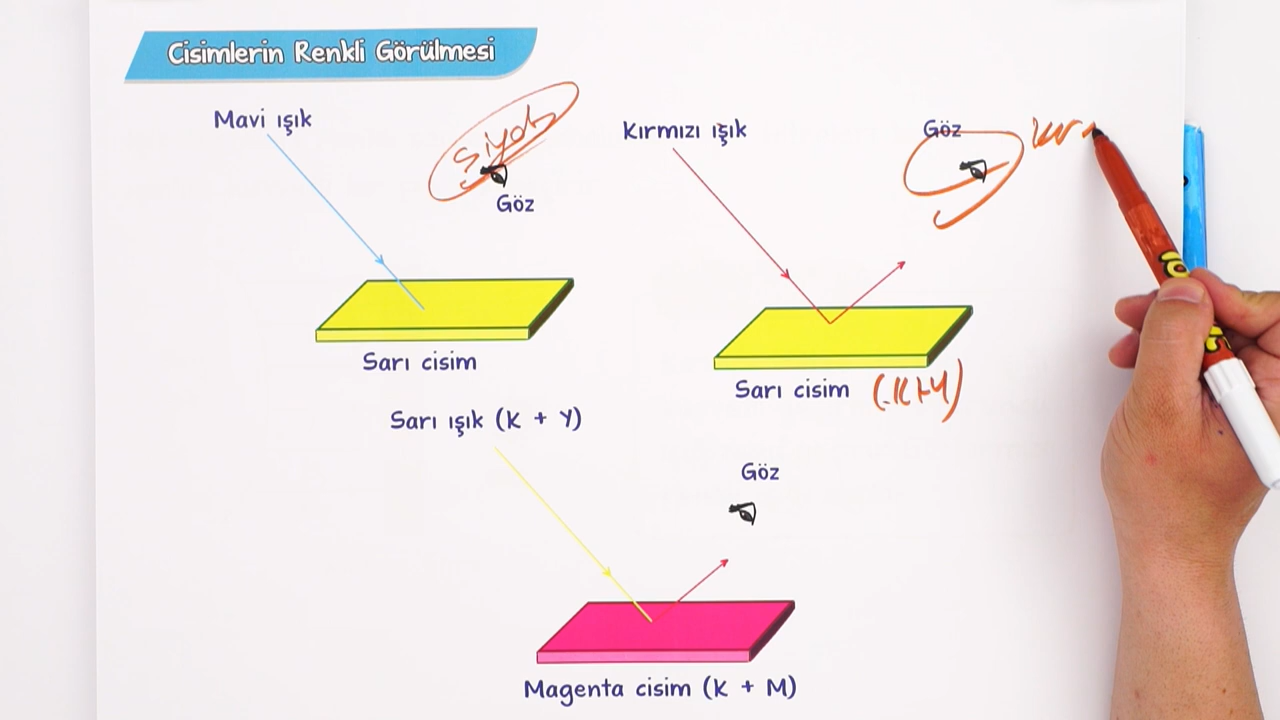 Cisimlerin Renkli Görülmesi
Mavi ışık
siyah
Göz
Sarı cisim
Kırmızı ışık
Göz
Sarı cisim (K+Y)
Sarı ışık (K + Y)
Göz
Magenta cisim (K + M)